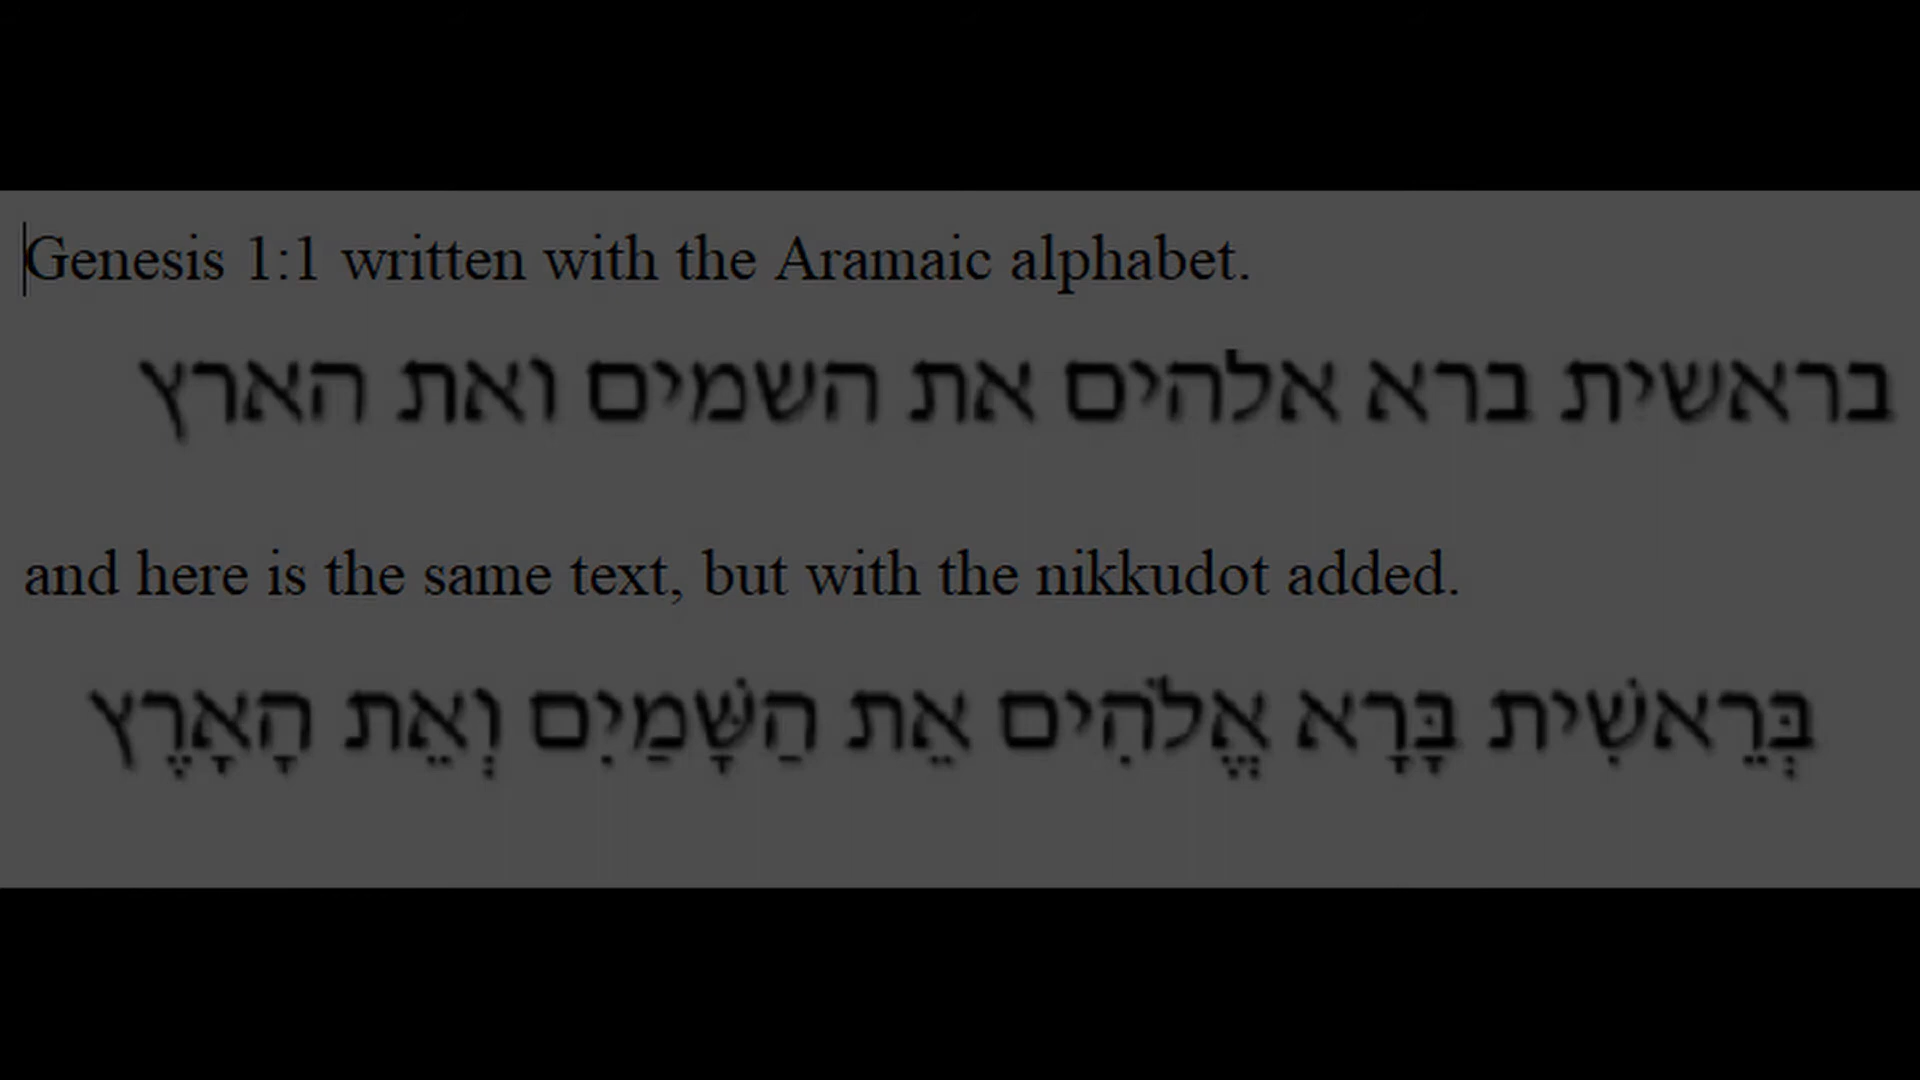 Genesis 1:1 written with the Aramaic alphabet.
בראשית ברא אלהים את השמים ואת הארץ
and here is the same text, but with the nikkudot added.
בְּרֵאשִׁית בָּרָא אֱלֹהִים אֵת הַשָּׁמַיִם וְאֵת הָאָרֶץ